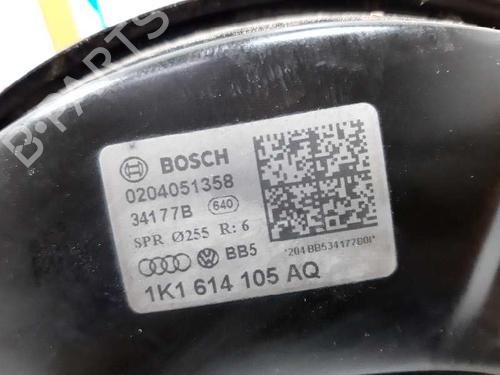 B-PARTS
BOSCH
0204051358
34177B 640
SPR Ø255 R: 6
BB5
*204BB534177B0I*
1K1 614 105 AQ